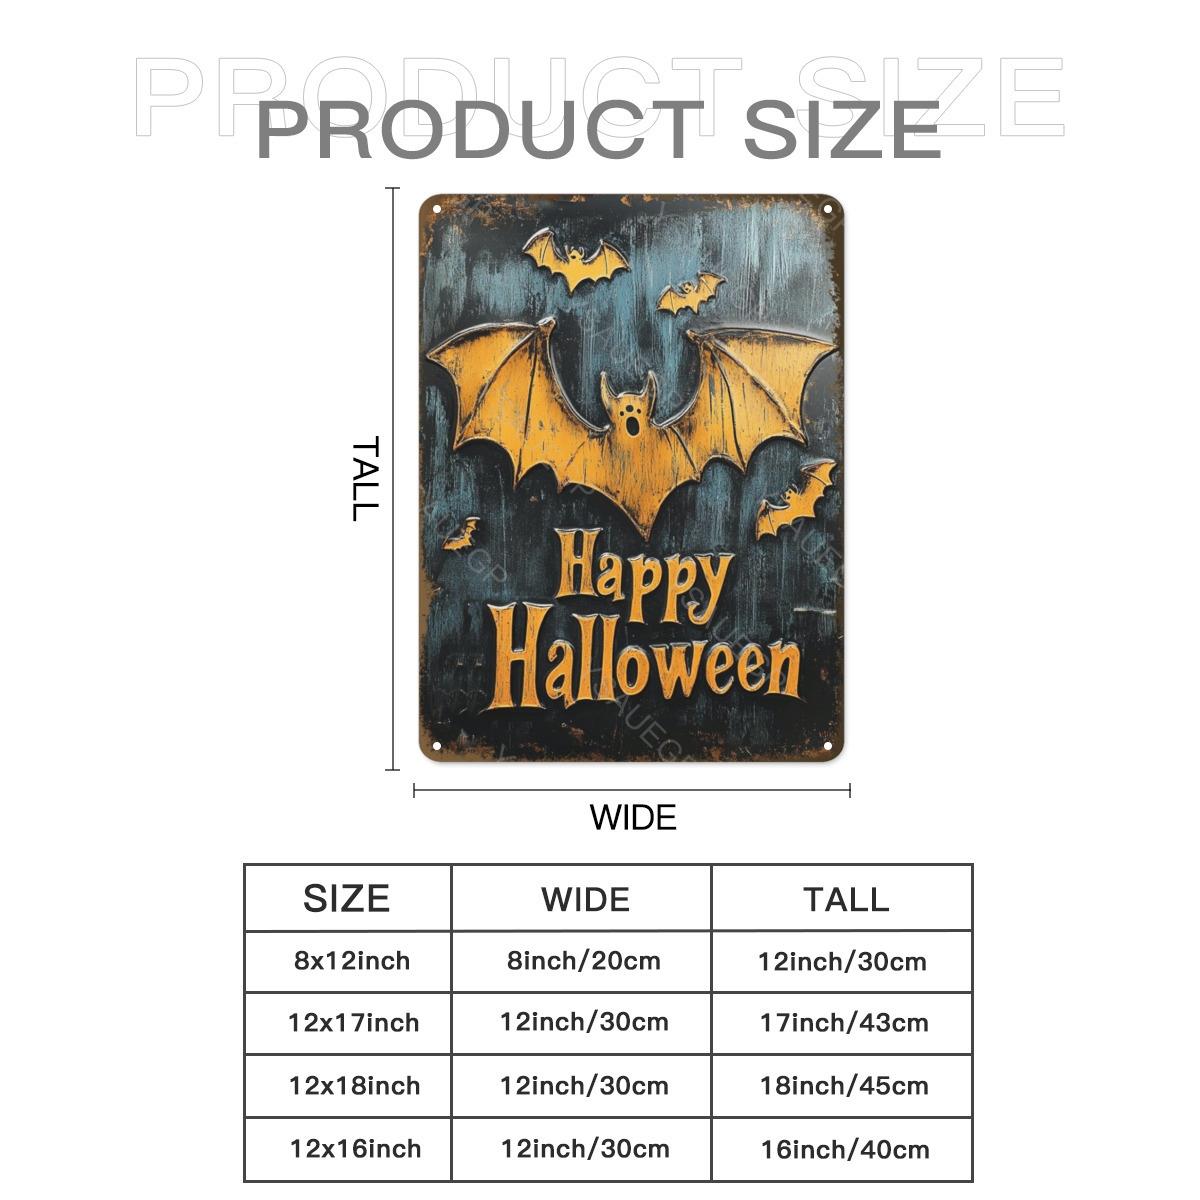 PRODUCT SIZE
PRODUCT SIZE
TALL
Happy
Halloween
WIDE
SIZE WIDE TALL
8x12inch 8inch/20cm 12inch/30cm
12x17inch 12inch/30cm 17inch/43cm
12x18inch 12inch/30cm 18inch/45cm
12x16inch 12inch/30cm 16inch/40cm